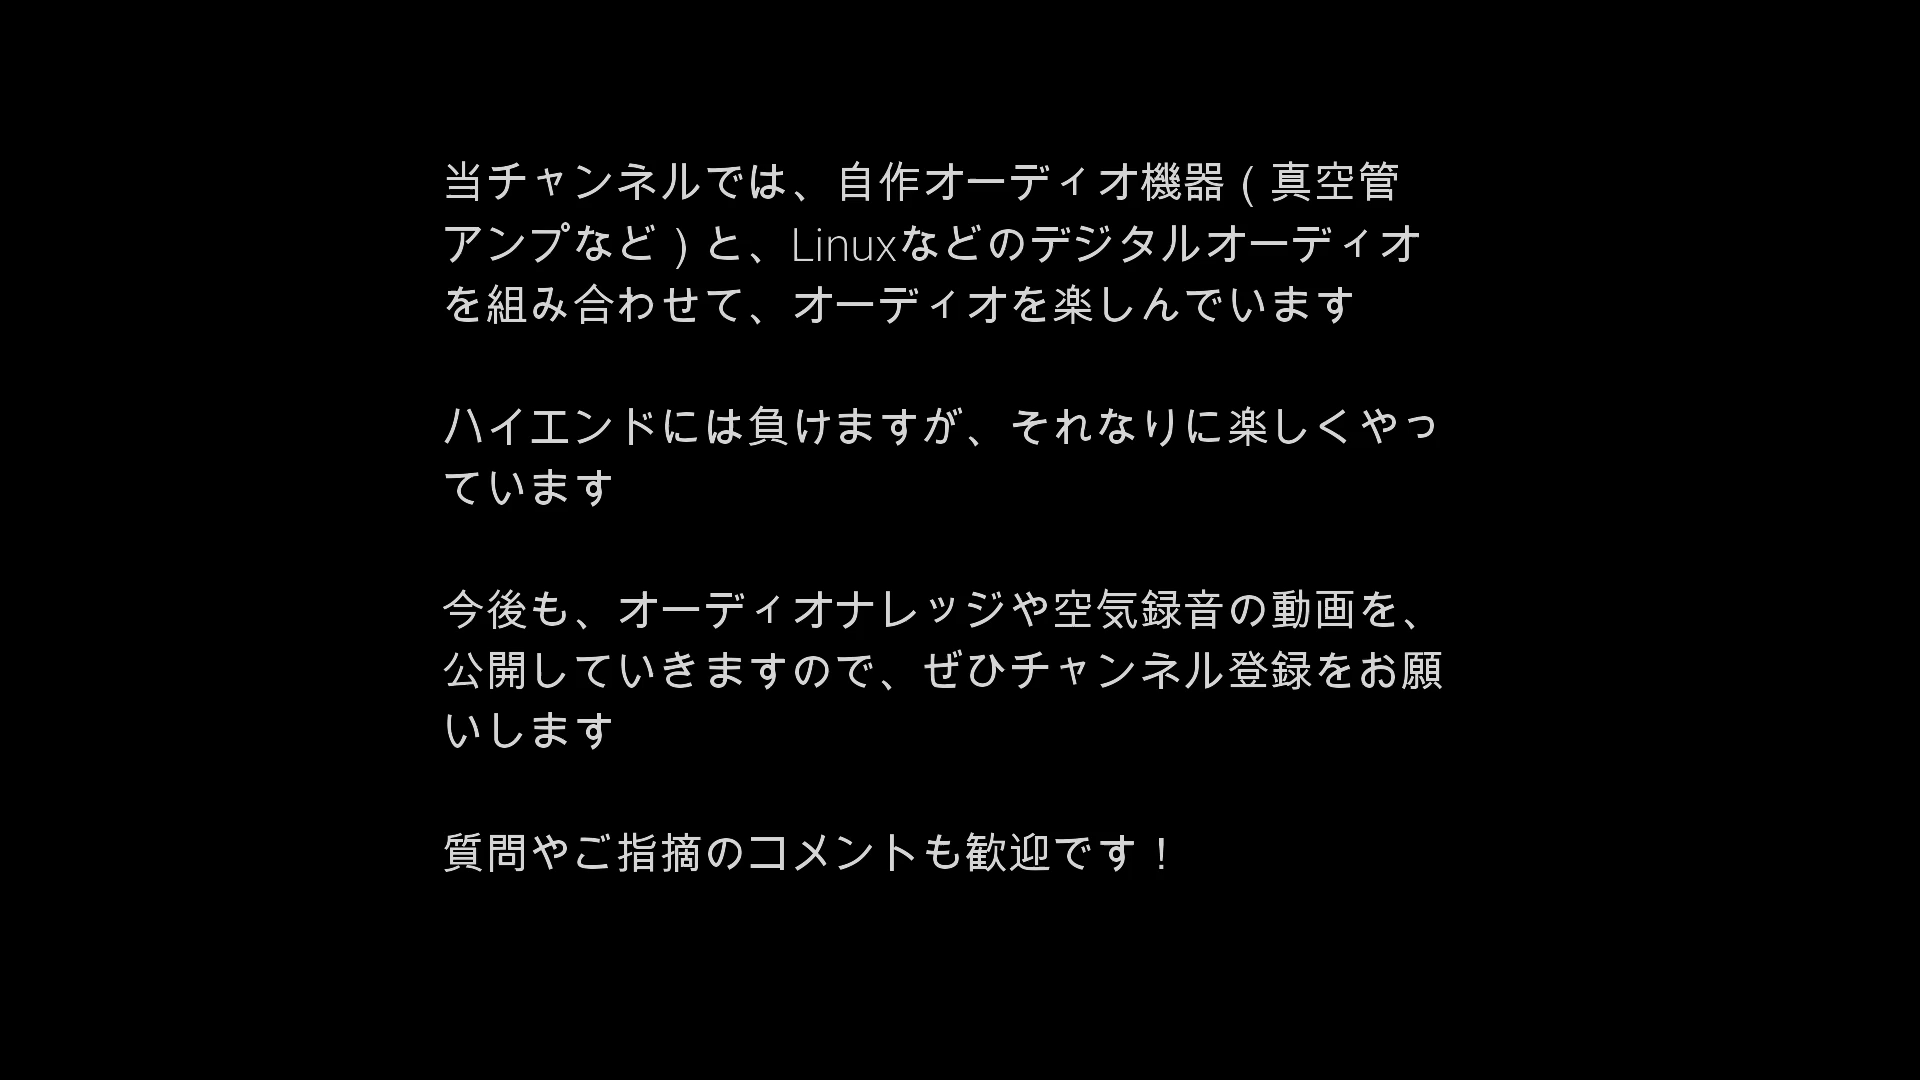 当チャンネルでは、自作オーディオ機器（真空管
アンプなど）と、Linuxなどのデジタルオーディオ
を組み合わせて、オーディオを楽しんでいます
ハイエンドには負けますが、それなりに楽しくやっ
ています
今後も、オーディオナレッジや空気録音の動画を、
公開していきますので、ぜひチャンネル登録をお願
いします
質問やご指摘のコメントも歓迎です！